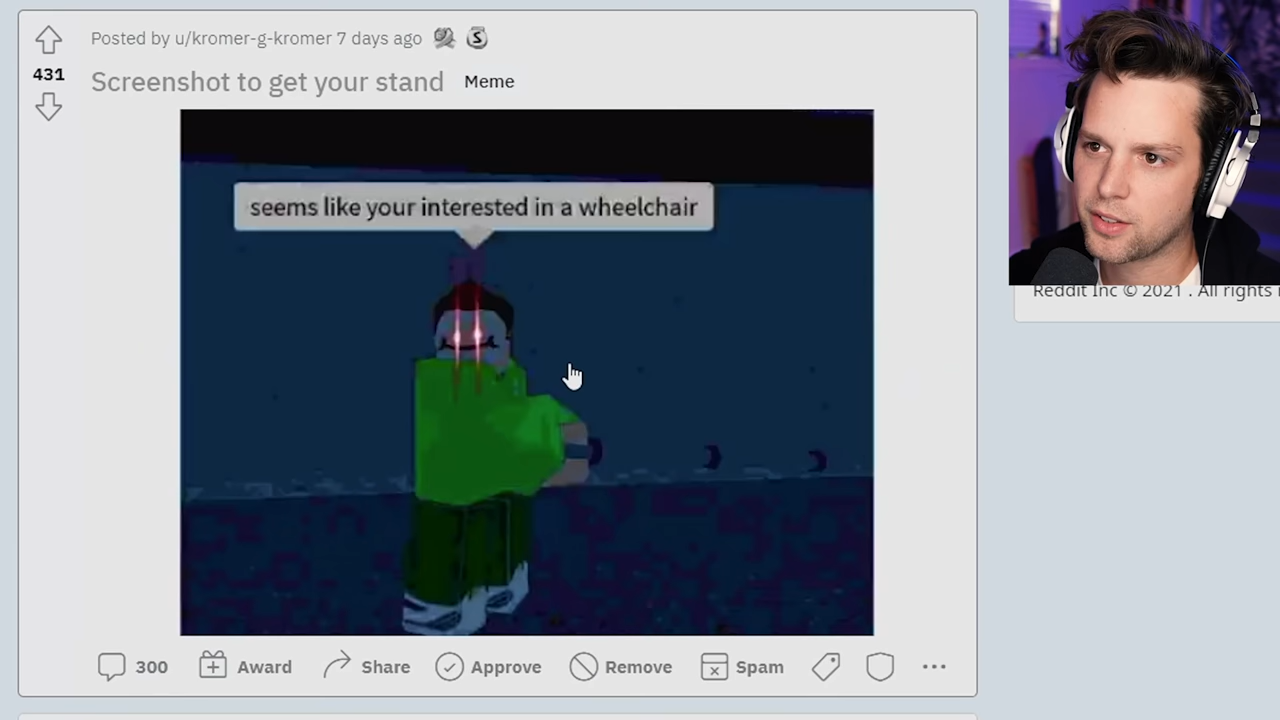 Posted by u/kromer-g-kromer 7 days ago
431
Screenshot to get your stand Meme
seems like your interested in a wheelchair
Reddit Inc © 2021 . All rights
300 Award Share Approve Remove Spam